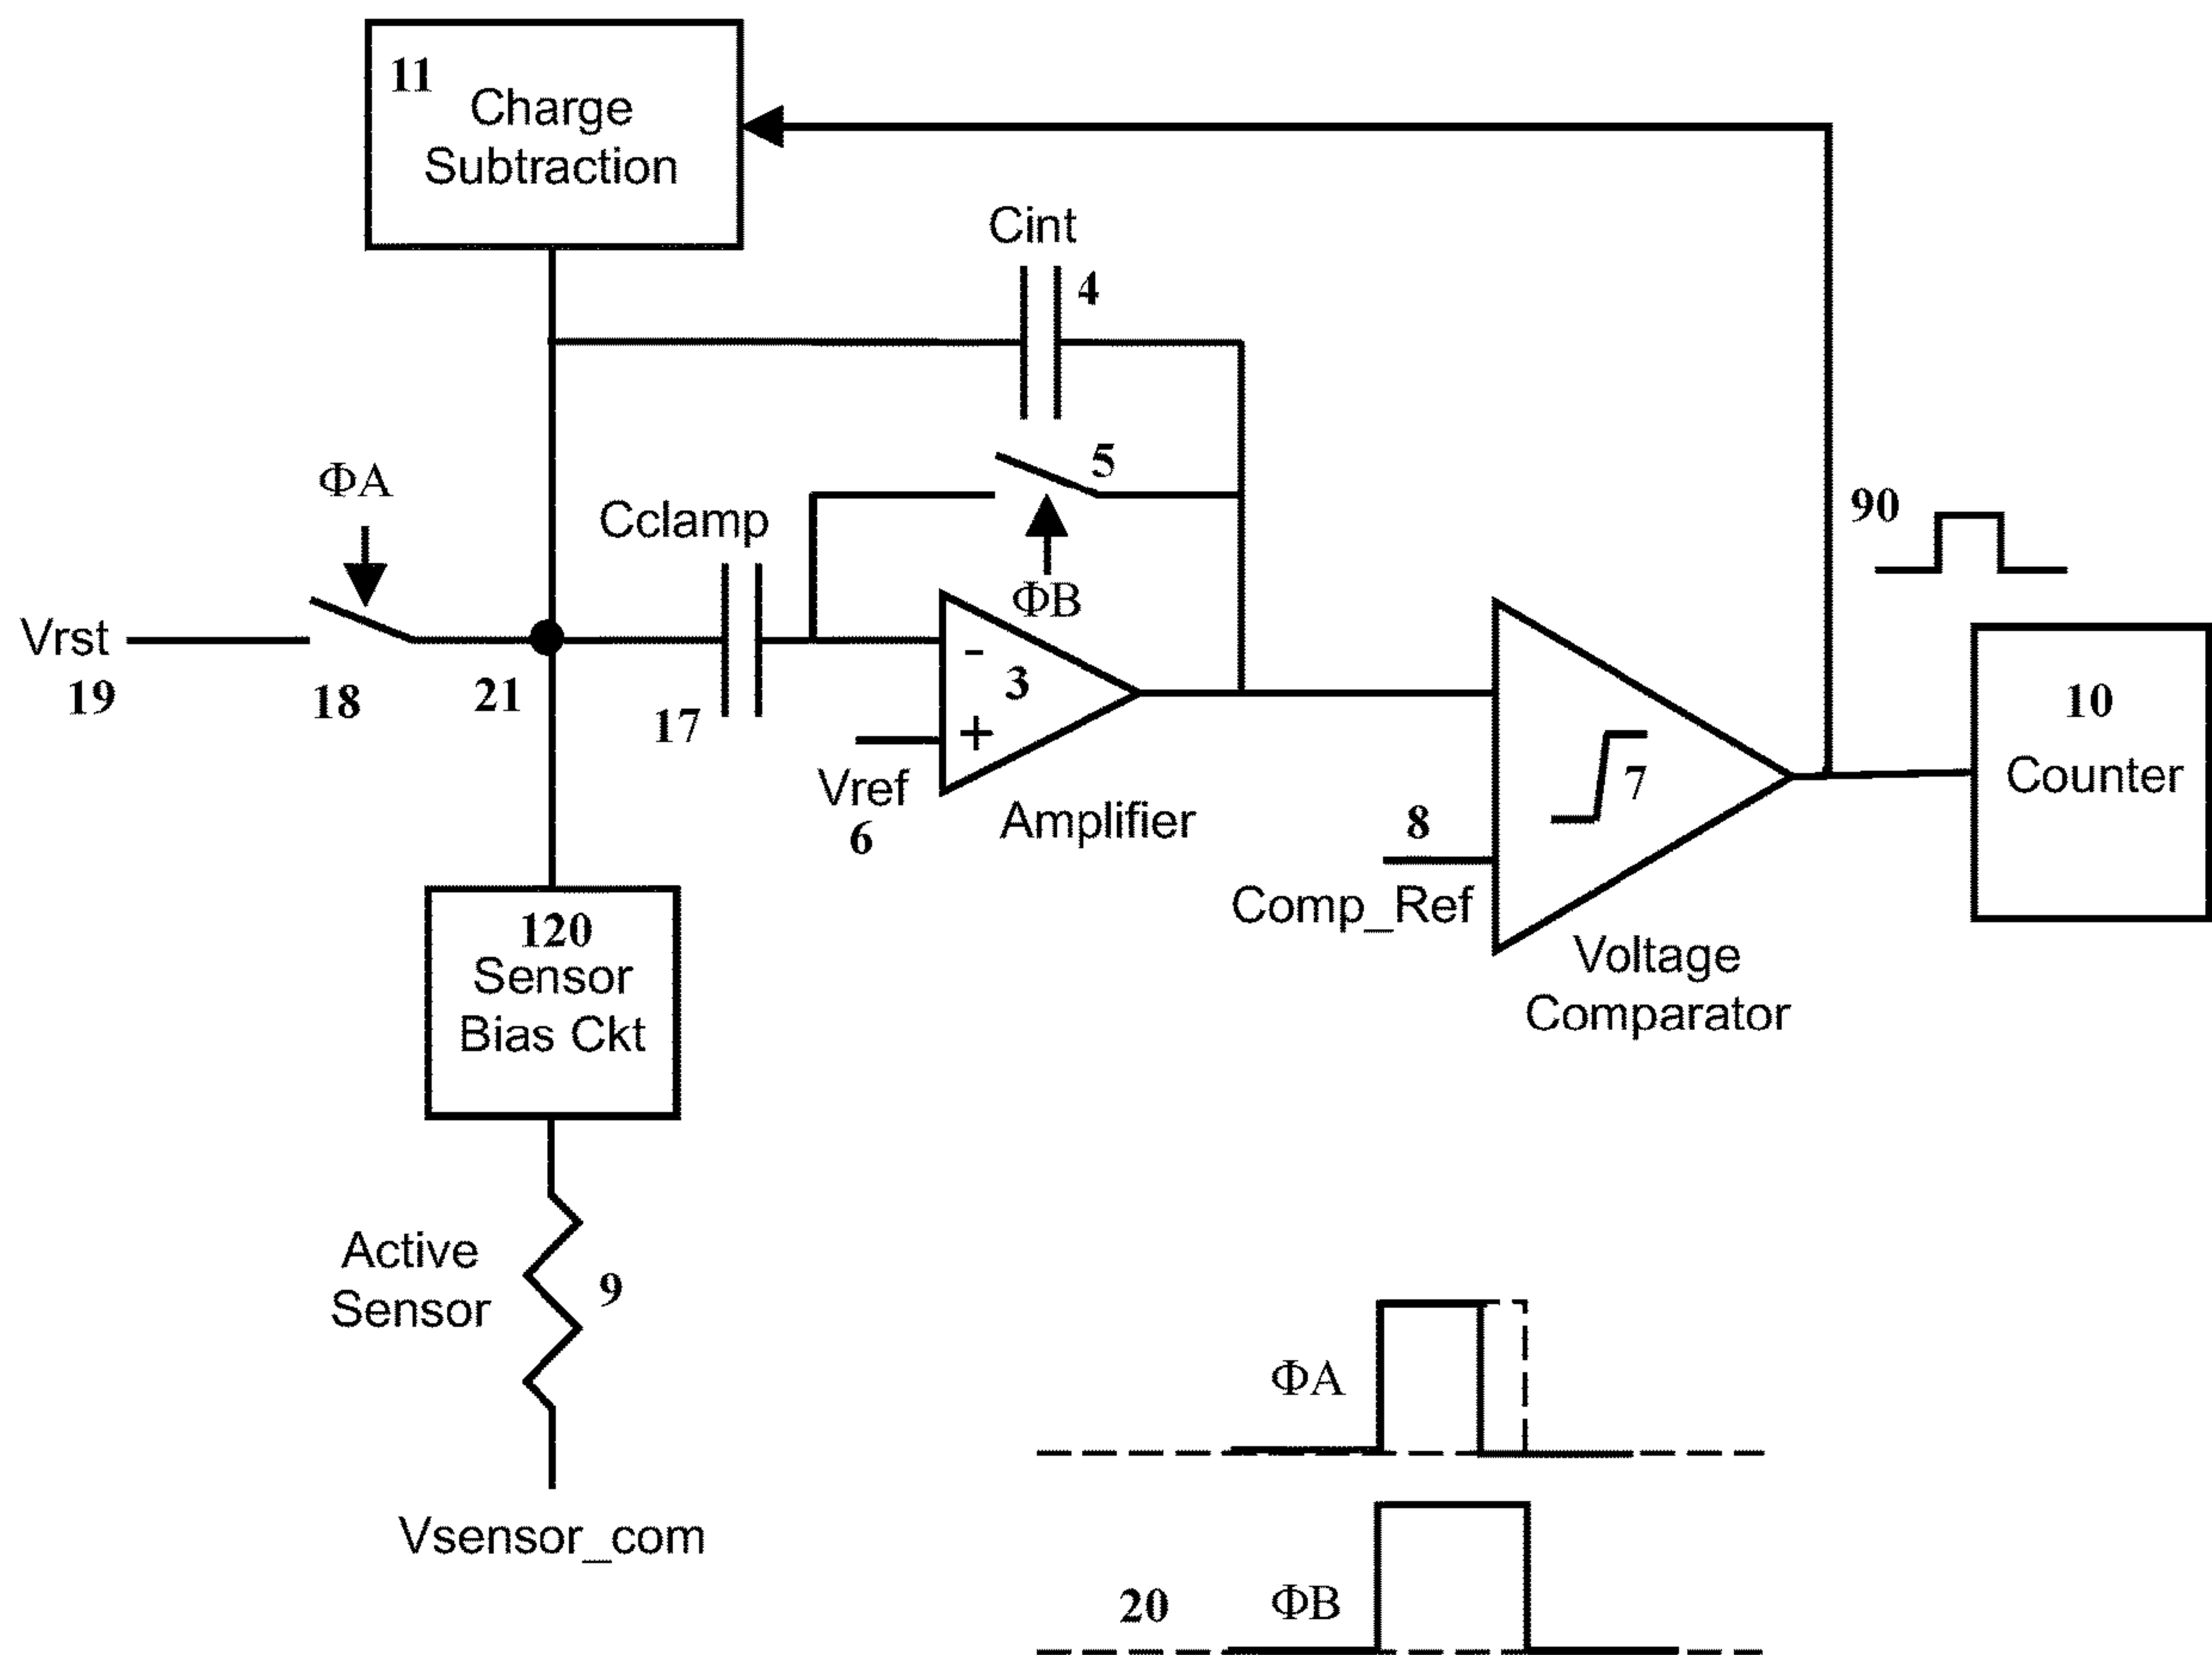 11
Charge
Subtraction
Cint
4
5
ΦA
Cclamp
90
ΦB
Vrst
19
18
21
17
-
3
+
Vref
6
Amplifier
7
8
Comp_Ref
Voltage
Comparator
10
Counter
120
Sensor
Bias Ckt
Active
Sensor
9
Vsensor_com
ΦA
20
ΦB